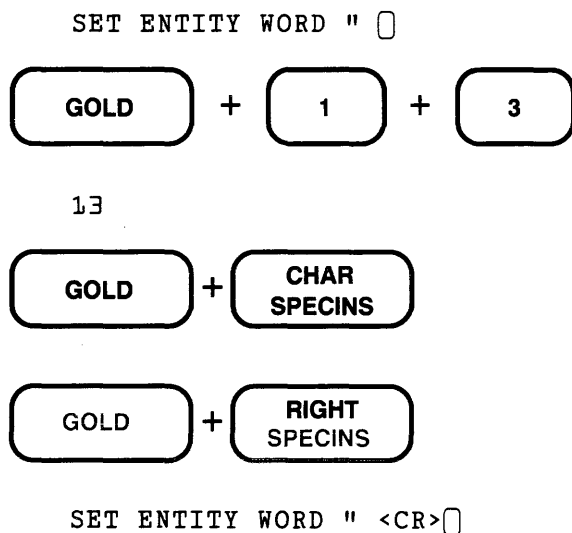 SET ENTITY WORD "
GOLD + 1 + 3
13
GOLD + CHAR SPECINS
GOLD + RIGHT SPECINS
SET ENTITY WORD " <CR>